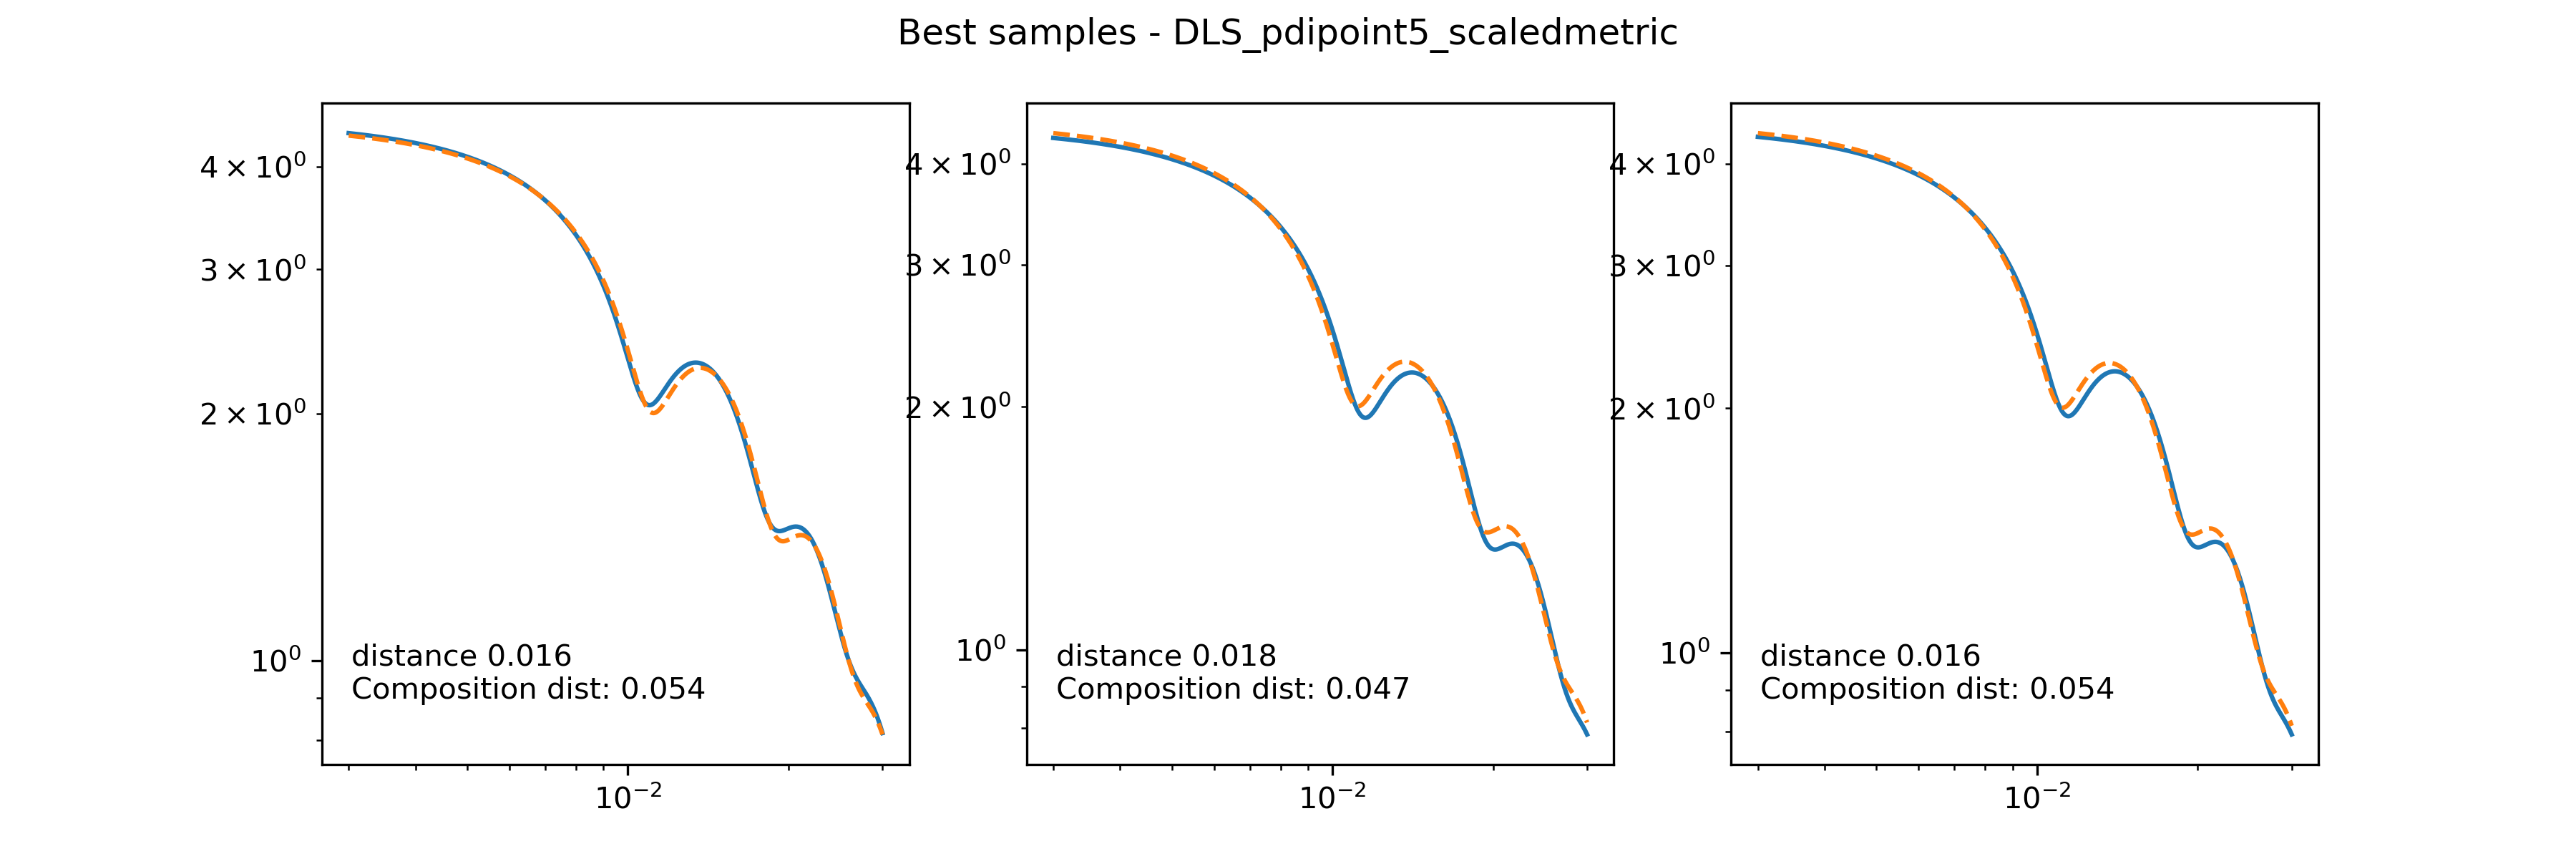 Best samples - DLS_pdipoint5_scaledmetric
4 × 10⁰
3 × 10⁰
2 × 10⁰
10⁰
distance 0.016
Composition dist: 0.054
10⁻²
4 × 10⁰
3 × 10⁰
2 × 10⁰
10⁰
distance 0.018
Composition dist: 0.047
10⁻²
4 × 10⁰
3 × 10⁰
2 × 10⁰
10⁰
distance 0.016
Composition dist: 0.054
10⁻²